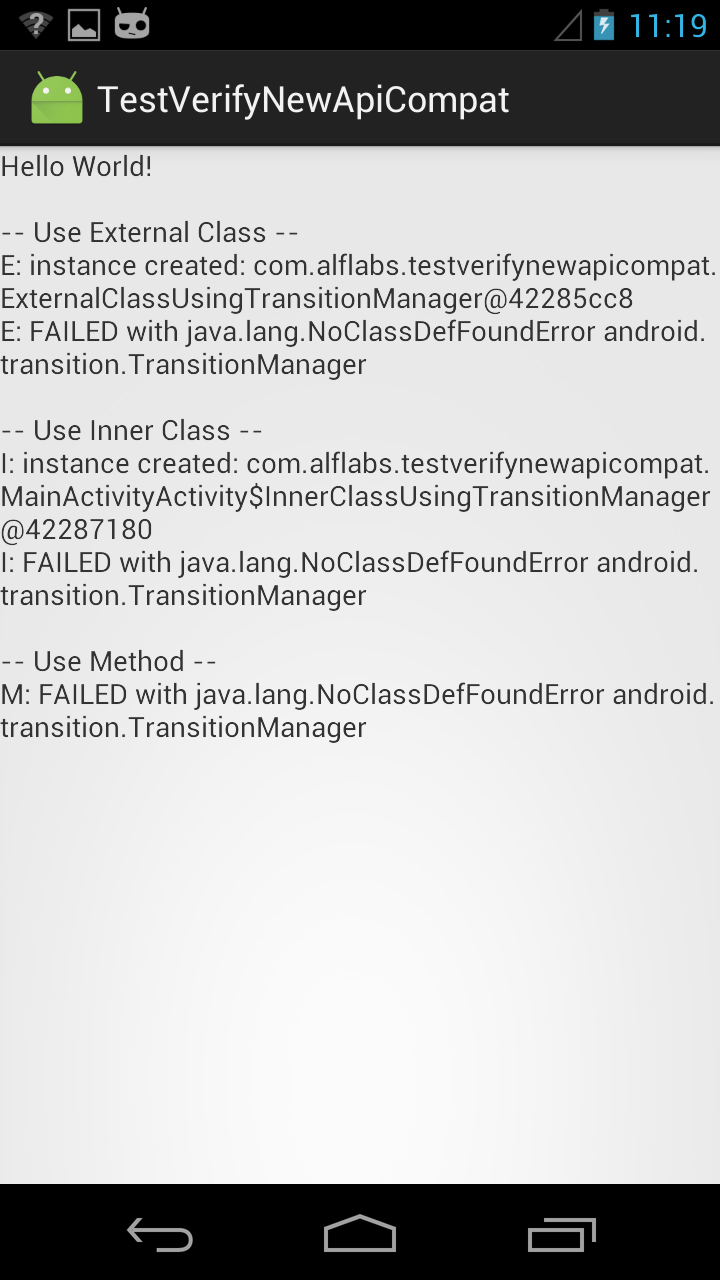 11:19
TestVerifyNewApiCompat
Hello World!
-- Use External Class --
E: instance created: com.alflabs.testverifynewapicompat.
ExternalClassUsingTransitionManager@42285cc8
E: FAILED with java.lang.NoClassDefFoundError android.
transition.TransitionManager
-- Use Inner Class --
I: instance created: com.alflabs.testverifynewapicompat.
MainActivityActivity$InnerClassUsingTransitionManager
@42287180
I: FAILED with java.lang.NoClassDefFoundError android.
transition.TransitionManager
-- Use Method --
M: FAILED with java.lang.NoClassDefFoundError android.
transition.TransitionManager